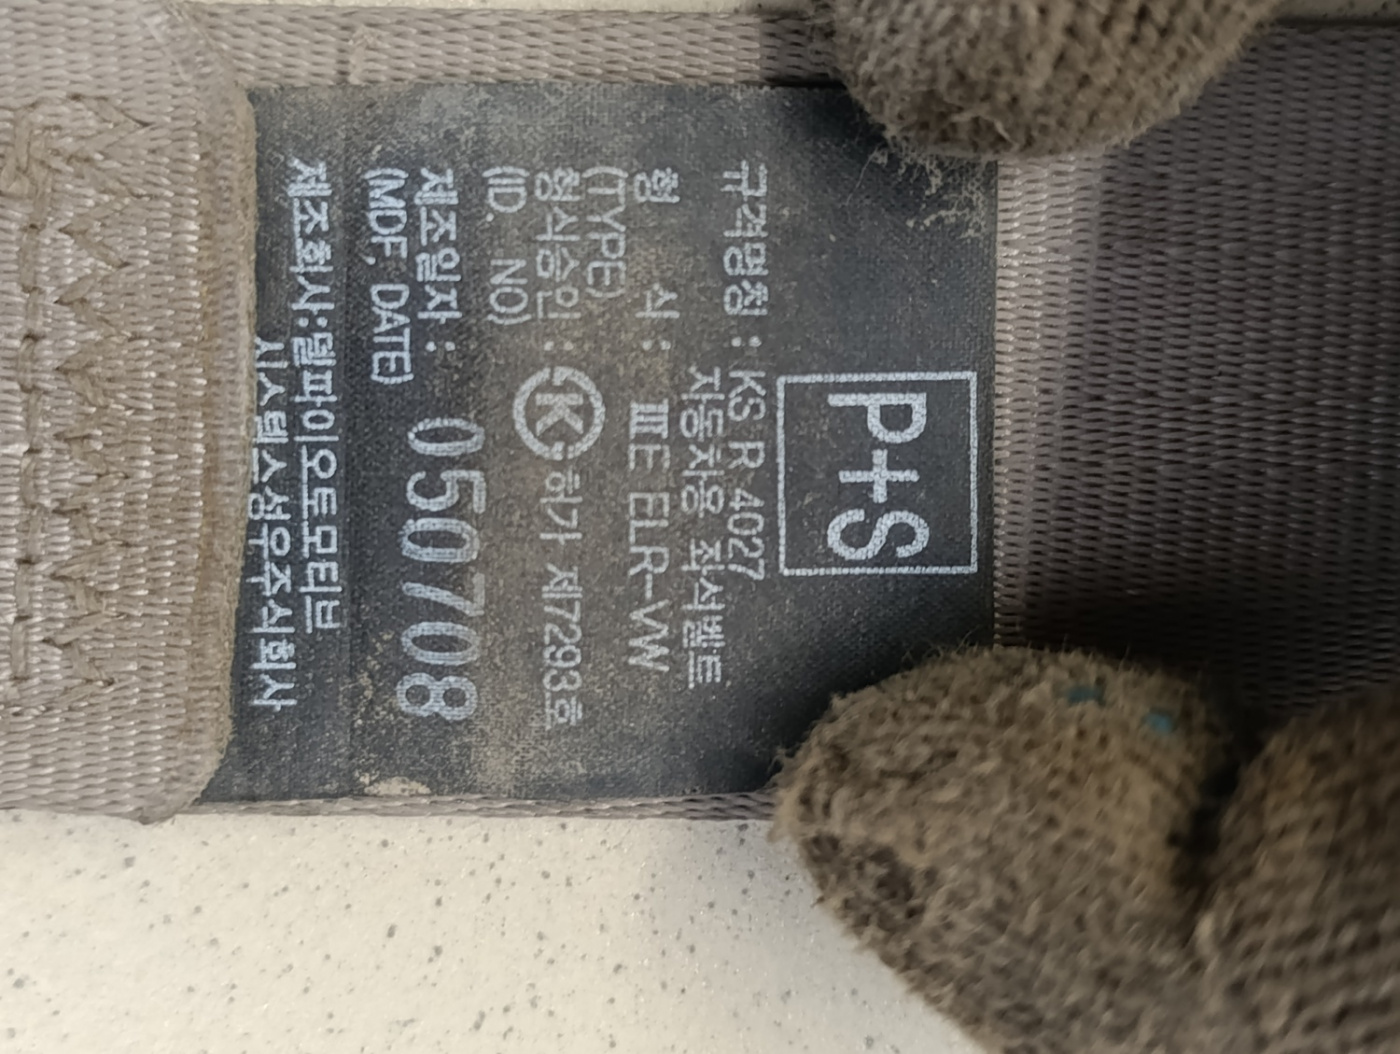 P+S
규격명칭 : KS R 4027
자동차용 좌석벨트
형 식 : ⅢE ELR-VW
(TYPE)
형식승인 : K 허가 제7293호
(ID. NO)
제조일자 : 050708
(MDF, DATE)
제조회사:델파이오토모티브
시스템스성우주식회사